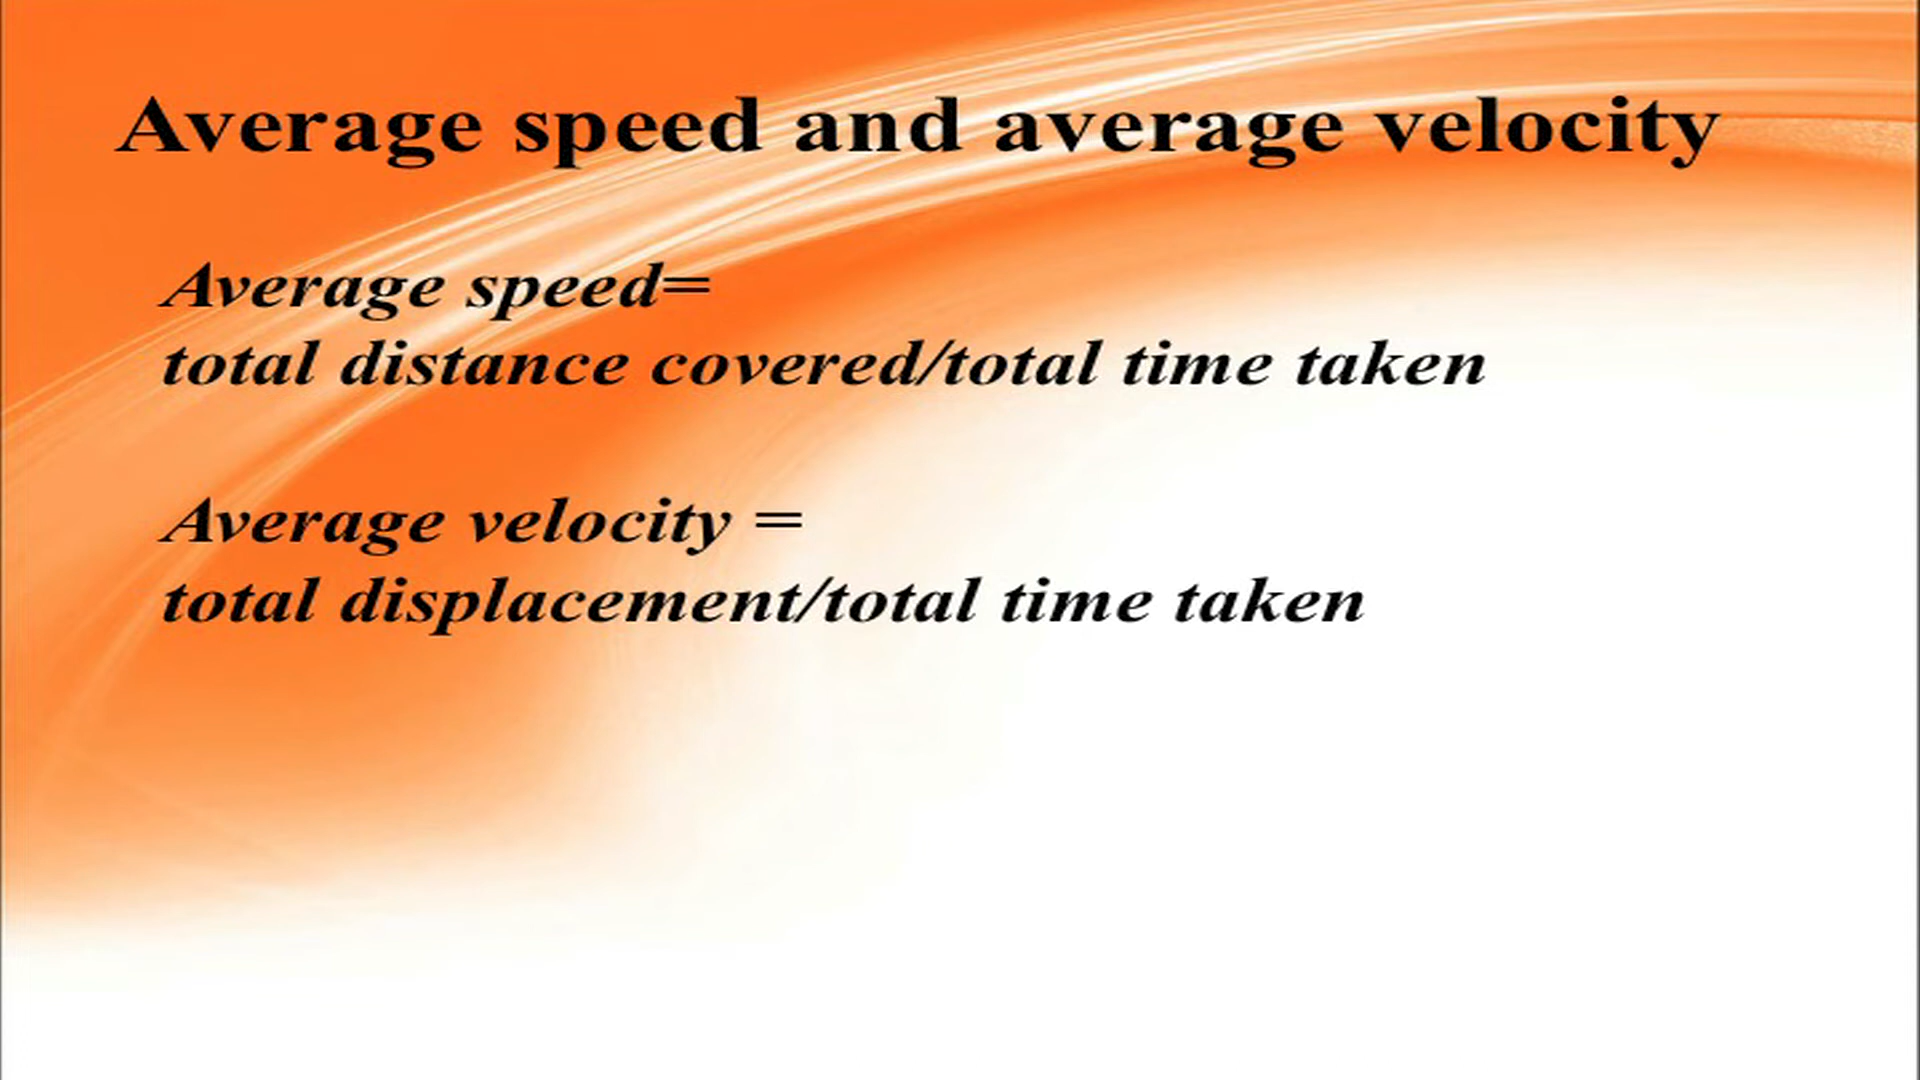 Average speed and average velocity
Average speed=
total distance covered/total time taken
Average velocity =
total displacement/total time taken